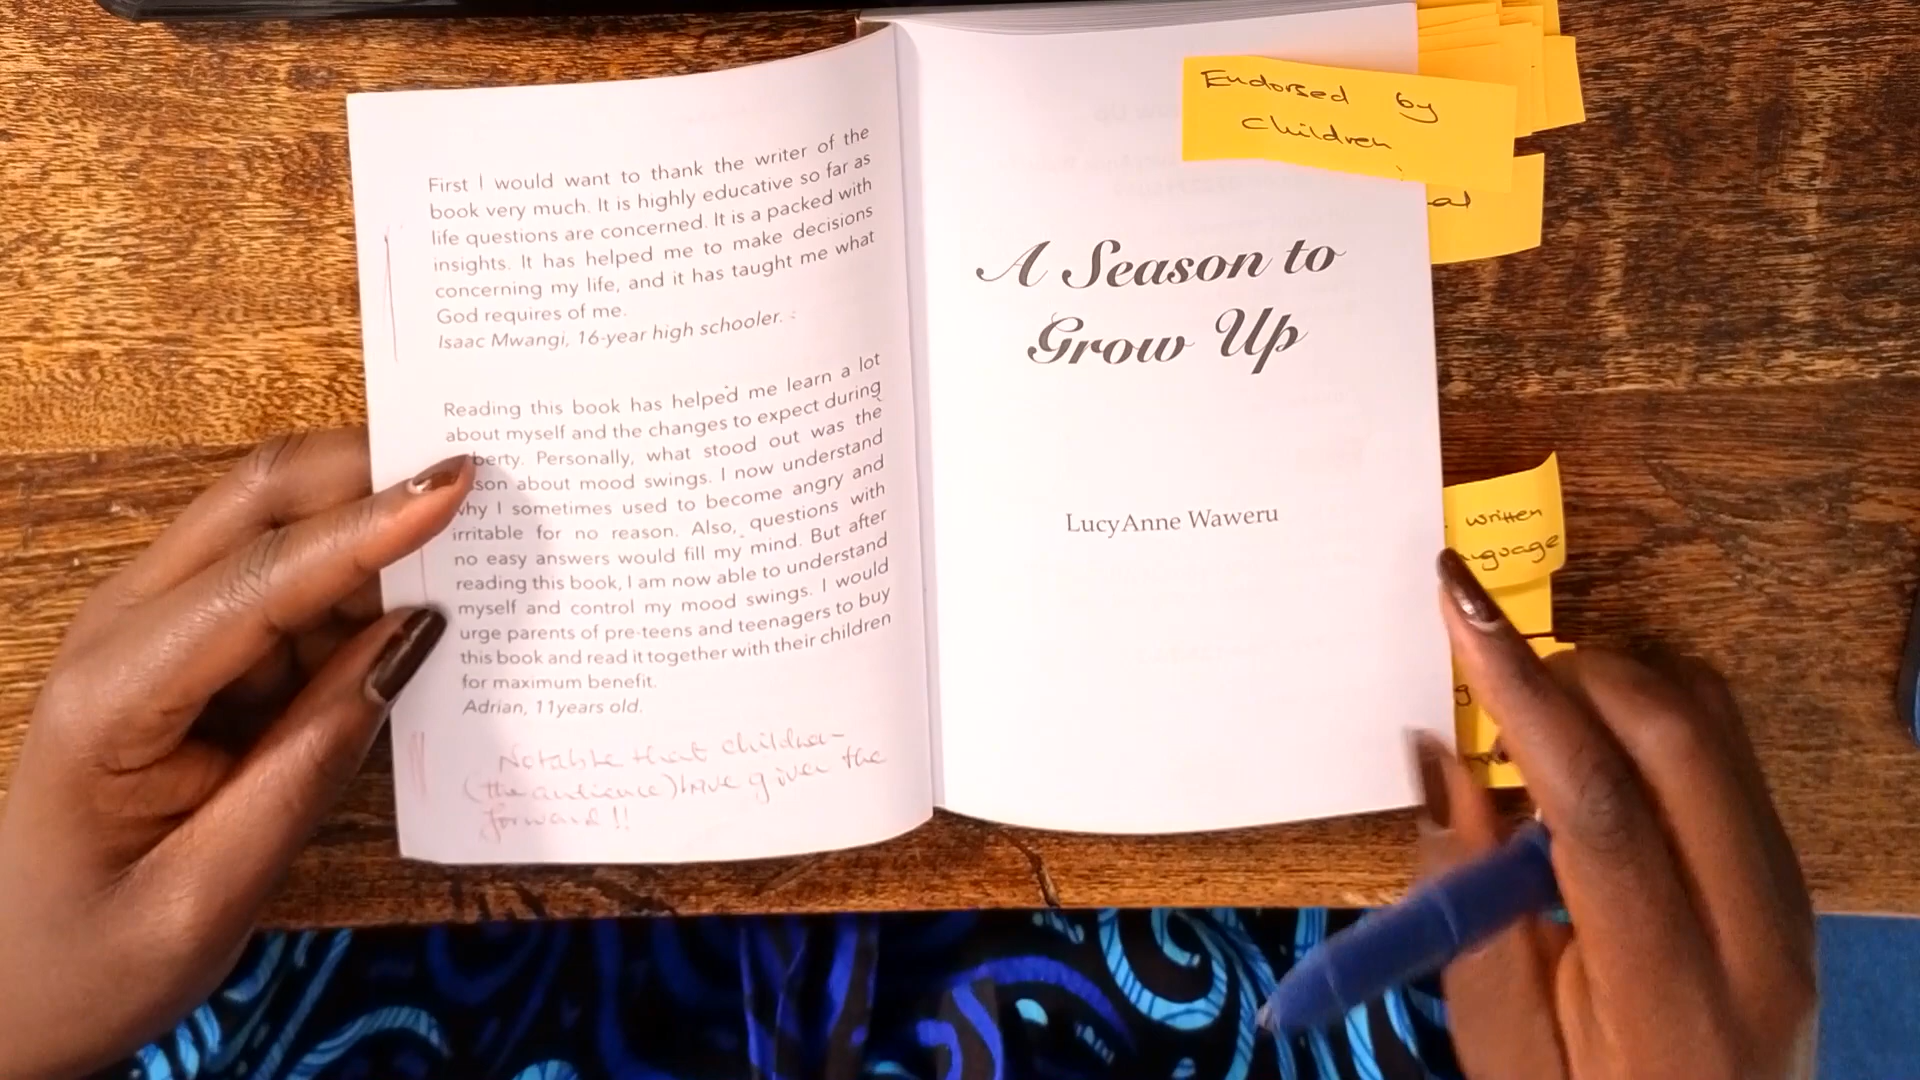 First I would want to thank the writer of the
book very much. It is highly educative so far as
life questions are concerned. It is a packed with
insights. It has helped me to make decisions
concerning my life, and it has taught me what
God requires of me.
Isaac Mwangi, 16-year high schooler.
Reading this book has helped me learn a lot
about myself and the changes to expect during
berty. Personally, what stood out was the
son about mood swings. I now understand
why I sometimes used to become angry and
irritable for no reason. Also, questions with
no easy answers would fill my mind. But after
reading this book, I am now able to understand
myself and control my mood swings. I would
urge parents of pre-teens and teenagers to buy
this book and read it together with their children
for maximum benefit.
Adrian, 11years old.
Notable that children-
(the audience) have given the
forward!!
Endorsed by
children
A Season to
Grow Up
LucyAnne Waweru
written
nguage